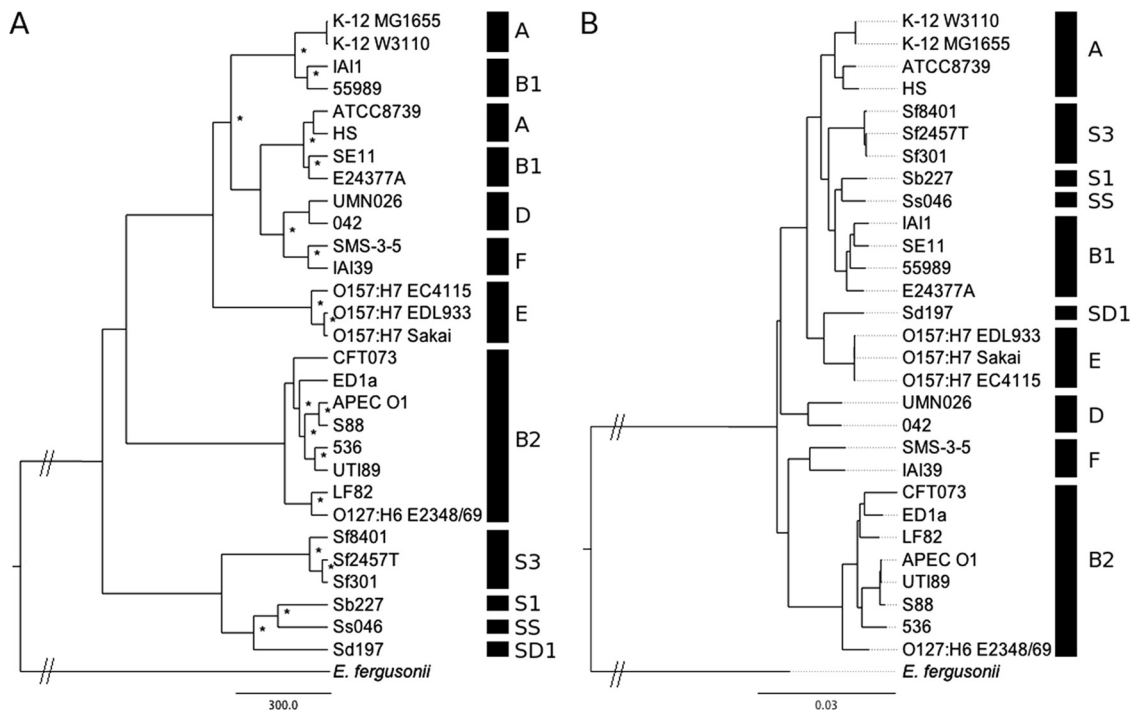 A
K-12 MG1655
K-12 W3110
A
IAI1
55989
B1
ATCC8739
HS
A
SE11
E24377A
B1
UMN026
042
D
SMS-3-5
IAI39
F
O157:H7 EC4115
O157:H7 EDL933
O157:H7 Sakai
E
CFT073
ED1a
APEC O1
S88
536
UTI89
LF82
O127:H6 E2348/69
B2
Sf8401
Sf2457T
Sf301
S3
Sb227
S1
Ss046
SS
Sd197
SD1
E. fergusonii
300.0
B
K-12 W3110
K-12 MG1655
ATCC8739
HS
A
Sf8401
Sf2457T
Sf301
S3
Sb227
S1
Ss046
SS
IAI1
SE11
55989
E24377A
B1
Sd197
SD1
O157:H7 EDL933
O157:H7 Sakai
O157:H7 EC4115
E
UMN026
042
D
SMS-3-5
IAI39
F
CFT073
ED1a
LF82
APEC O1
UTI89
S88
536
O127:H6 E2348/69
B2
E. fergusonii
0.03